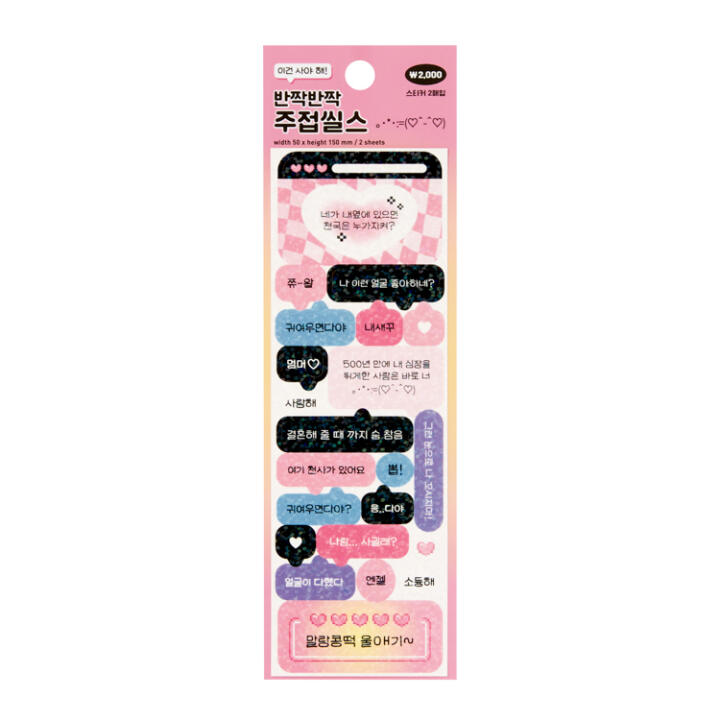 이건 사야 해!
₩2,000
반짝반짝
스티커 2매입
주접씰스 ｡･*･:=(♡ˆ-ˆ♡)
width 50 x height 150 mm / 2 sheets
네가 내옆에 있으면
천국은 누가지켜?
쮸-왑
나 이런 얼굴 좋아하네?
귀여우면다야
내새꾸
멈머♡
500년 만에 내 심장을
뛰게한 사람은 바로 너
｡･*･:=(♡ˆ-ˆ♡)
사람해
결혼해 줄 때 까지 숨 참음
여기 천사가 있어요
뽑!
귀여우면다야?
응,,다야
나랑... 사귈래?
얼굴이 다했다
엔젤
소듕해
말랑콩떡 울애기~